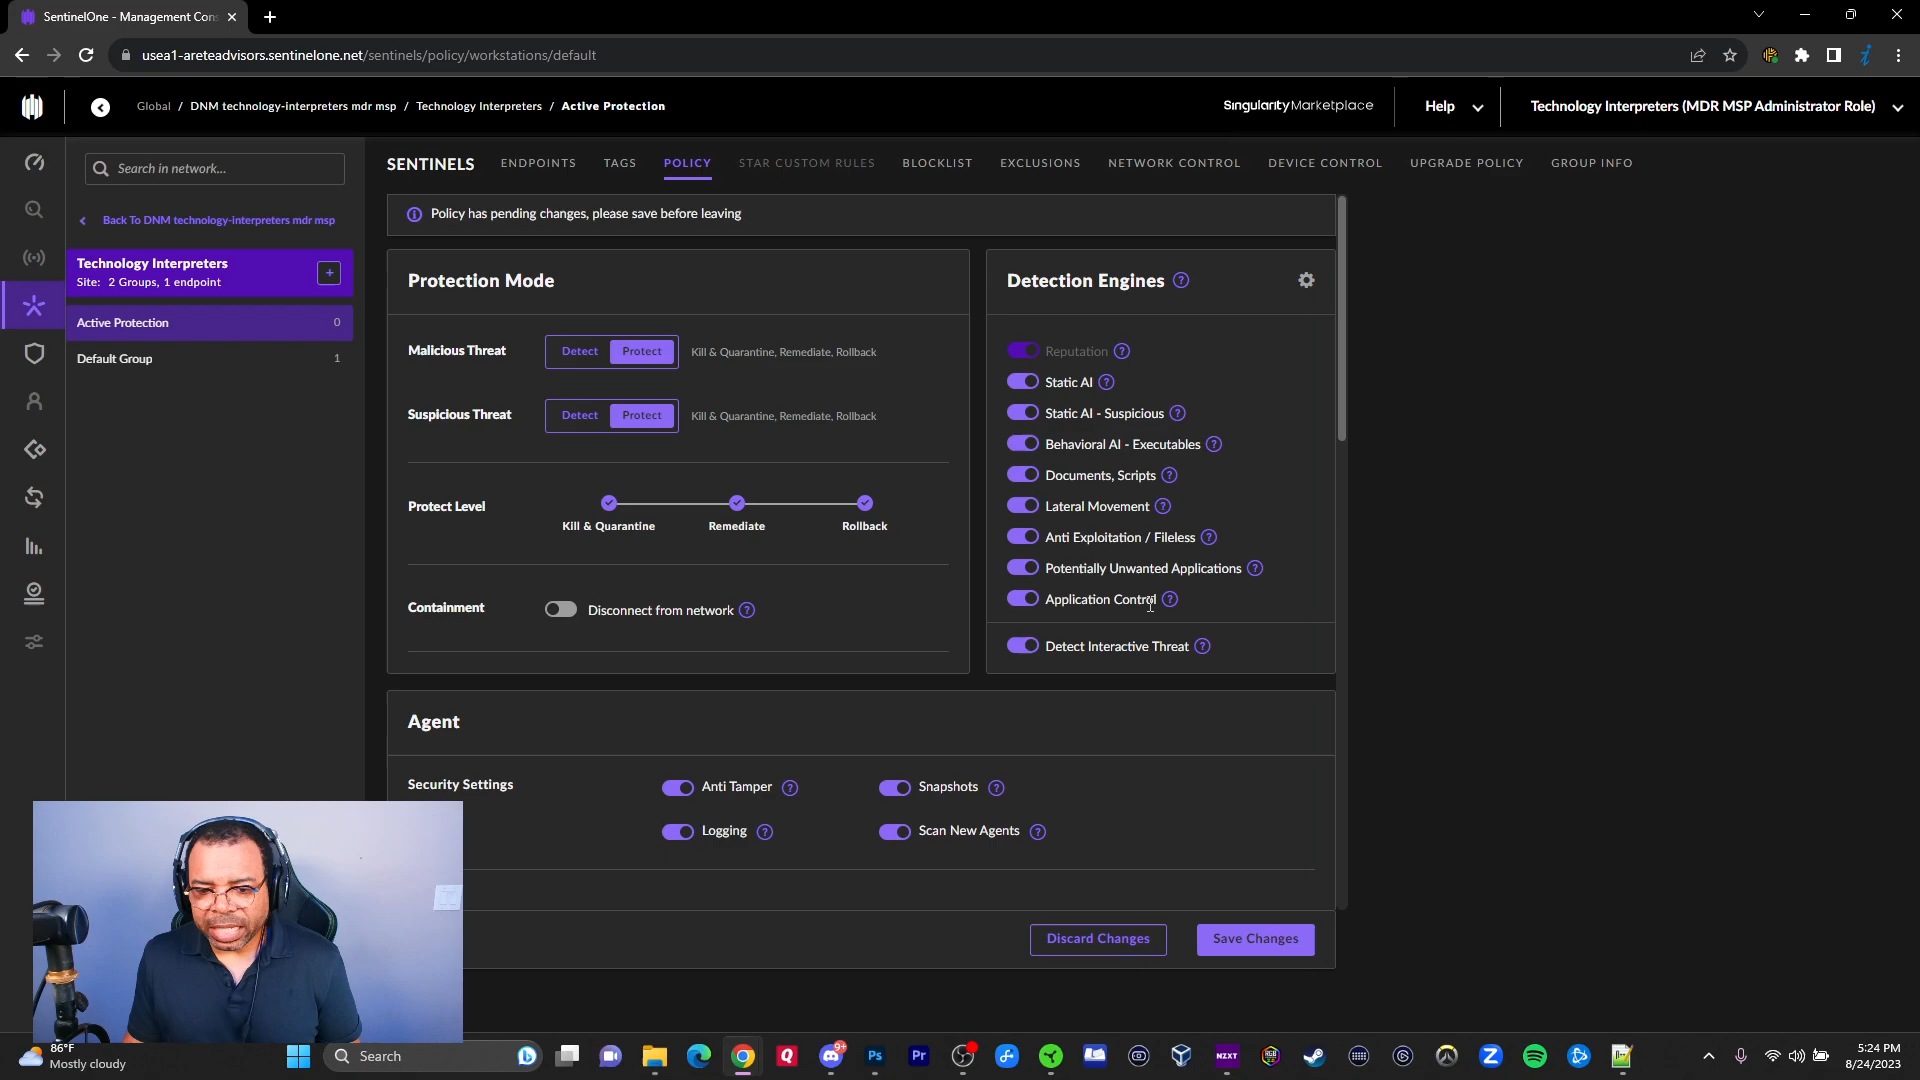 SentinelOne - Management Con
usea1-areteadvisors.sentinelone.net/sentinels/policy/workstations/default
Global / DNM technology-interpreters mdr msp / Technology Interpreters / Active Protection
Singularity Marketplace
Help
Technology Interpreters (MDR MSP Administrator Role)
Search in network...
Back To DNM technology-interpreters mdr msp
Technology Interpreters
Site: 2 Groups, 1 endpoint
+
Active Protection 0
Default Group 1
SENTINELS
ENDPOINTS
TAGS
POLICY
STAR CUSTOM RULES
BLOCKLIST
EXCLUSIONS
NETWORK CONTROL
DEVICE CONTROL
UPGRADE POLICY
GROUP INFO
Policy has pending changes, please save before leaving
Protection Mode
Malicious Threat
Detect
Protect
Kill & Quarantine, Remediate, Rollback
Suspicious Threat
Detect
Protect
Kill & Quarantine, Remediate, Rollback
Protect Level
Kill & Quarantine
Remediate
Rollback
Containment
Disconnect from network ?
Detection Engines ?
Reputation ?
Static AI ?
Static AI - Suspicious ?
Behavioral AI - Executables ?
Documents, Scripts ?
Lateral Movement ?
Anti Exploitation / Fileless ?
Potentially Unwanted Applications ?
Application Control ?
Detect Interactive Threat ?
Agent
Security Settings
Anti Tamper ?
Snapshots ?
Logging ?
Scan New Agents ?
Discard Changes
Save Changes
86°F
Mostly cloudy
Search
Q
9+
Ps
Pr
NZXT
Z
5:24 PM
8/24/2023